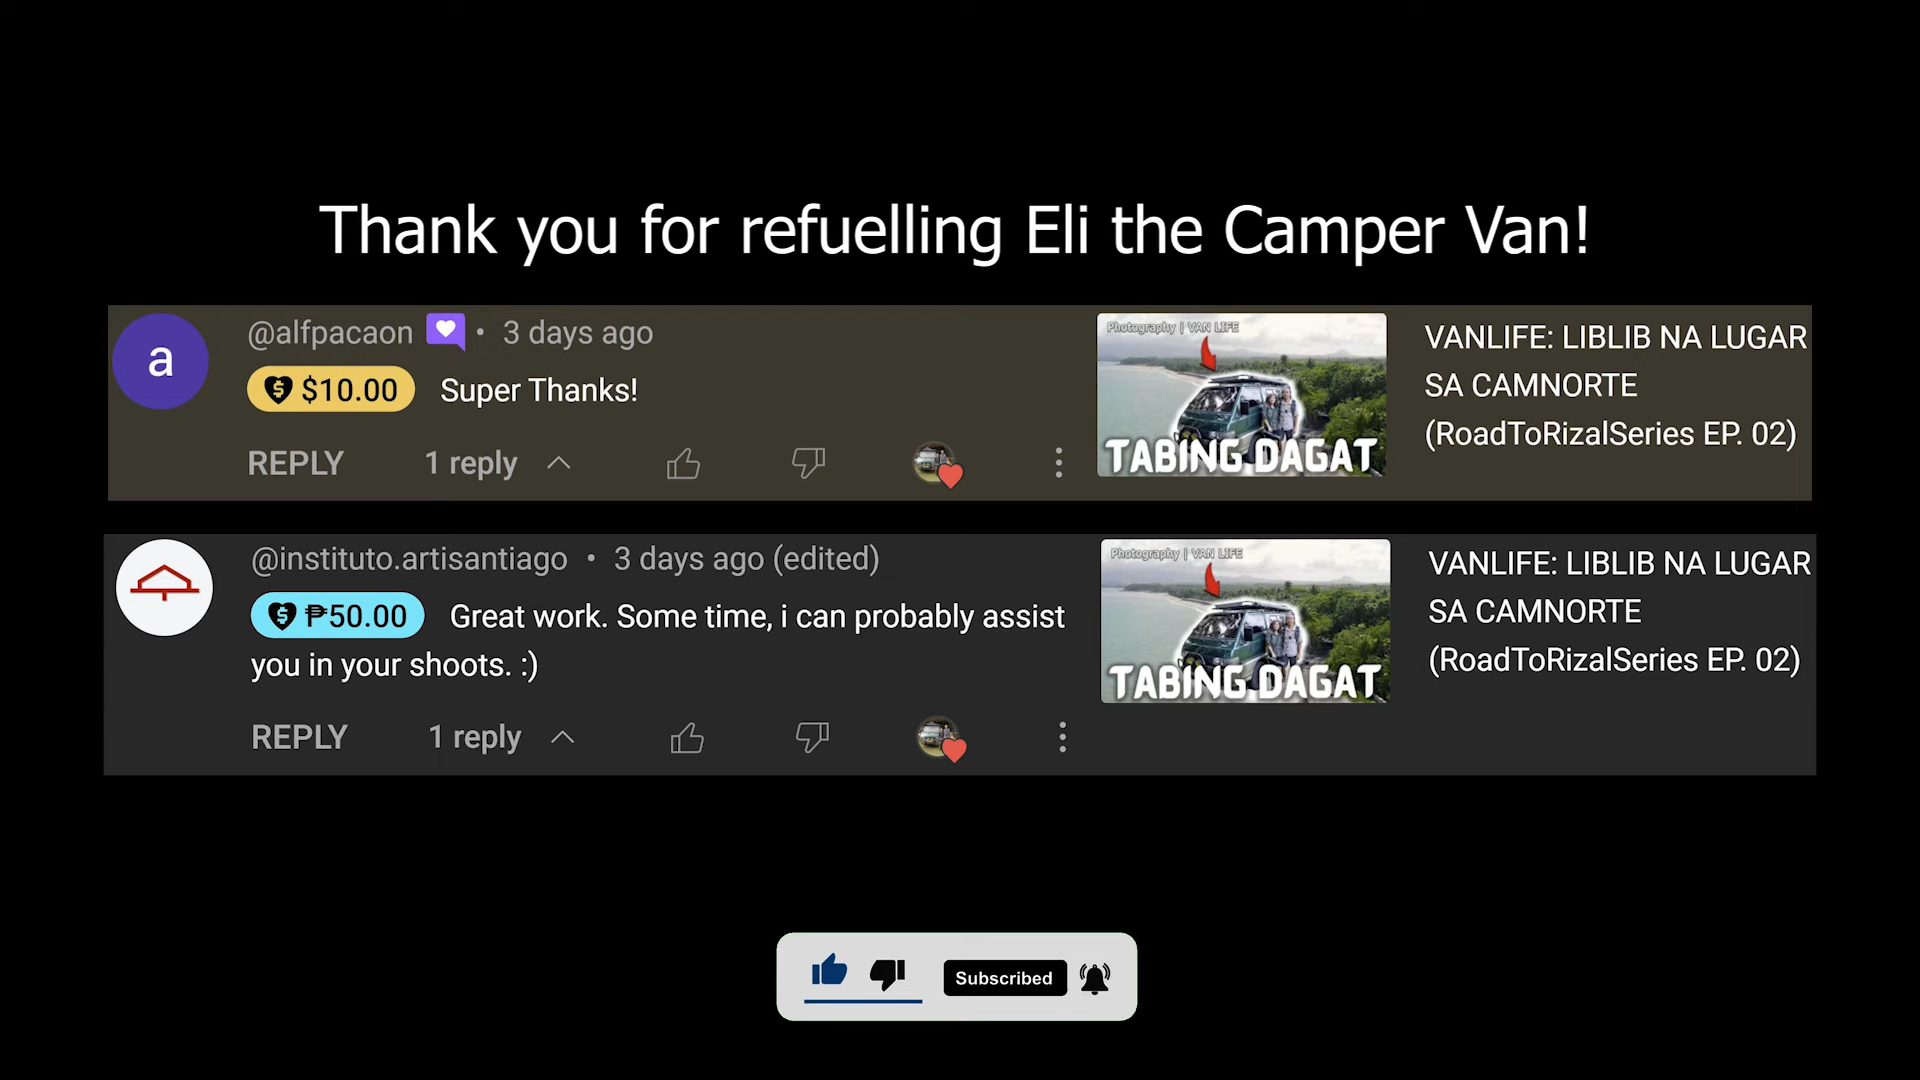 Thank you for refuelling Eli the Camper Van!
a
@alfpacaon • 3 days ago
$10.00 Super Thanks!
REPLY 1 reply
Photography | VAN LIFE
TABING DAGAT
VANLIFE: LIBLIB NA LUGAR
SA CAMNORTE
(RoadToRizalSeries EP. 02)
@instituto.artisantiago • 3 days ago (edited)
₱50.00 Great work. Some time, i can probably assist
you in your shoots. :)
REPLY 1 reply
Photography | VAN LIFE
TABING DAGAT
VANLIFE: LIBLIB NA LUGAR
SA CAMNORTE
(RoadToRizalSeries EP. 02)
Subscribed